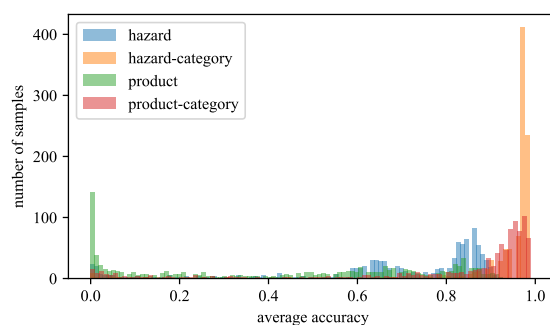 hazard
hazard-category
product
product-category
400
300
200
100
0
number of samples
0.0 0.2 0.4 0.6 0.8 1.0
average accuracy